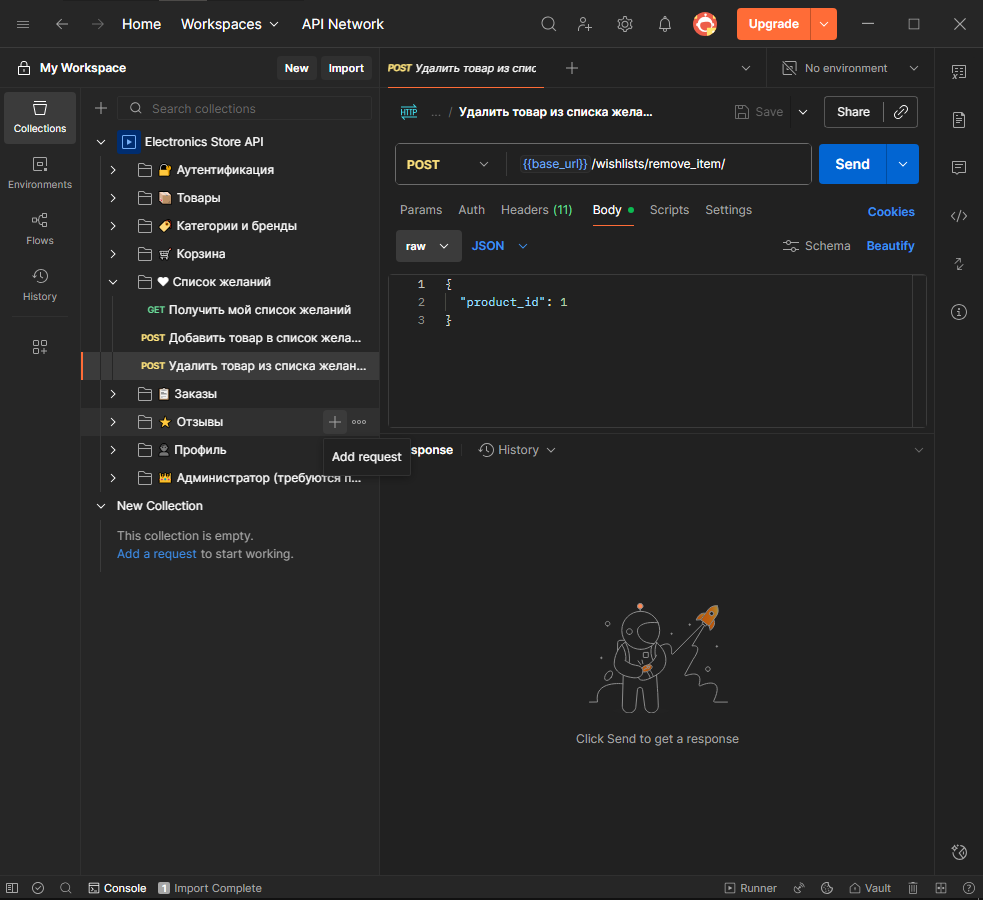 Home
Workspaces
API Network
Upgrade
My Workspace
New
Import
POST Удалить товар из спис
No environment
Collections
Environments
Flows
History
Search collections
Electronics Store API
Аутентификация
Товары
Категории и бренды
Корзина
Список желаний
GET Получить мой список желаний
POST Добавить товар в список жела...
POST Удалить товар из списка желан...
Заказы
Отзывы
Профиль
Администратор (требуются п...
Add request
New Collection
This collection is empty.
Add a request to start working.
HTTP ... / Удалить товар из списка жела...
Save
Share
POST
{{base_url}} /wishlists/remove_item/
Send
Params
Auth
Headers (11)
Body
Scripts
Settings
Cookies
raw
JSON
Schema
Beautify
1 {
2 "product_id": 1
3 }
sponse
History
Click Send to get a response
Console
1 Import Complete
Runner
Vault